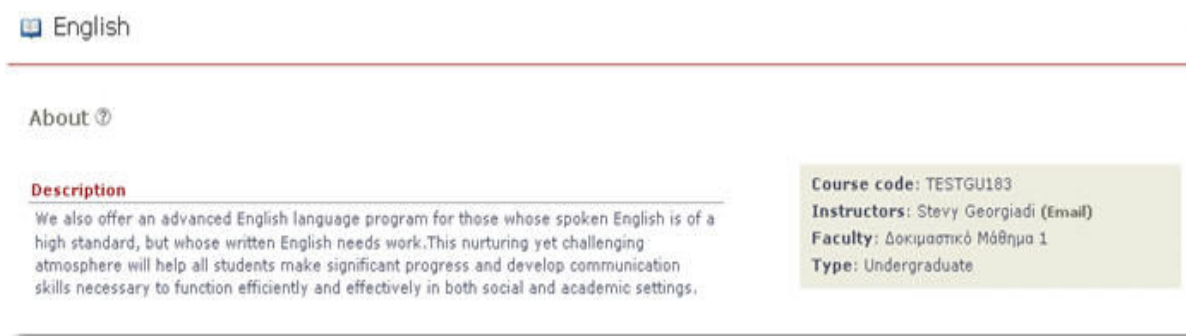 English
About
Description
We also offer an advanced English language program for those whose spoken English is of a
high standard, but whose written English needs work.This nurturing yet challenging
atmosphere will help all students make significant progress and develop communication
skills necessary to function efficiently and effectively in both social and academic settings.
Course code: TESTGU183
Instructors: Stevy Georgiadi (Email)
Faculty: Δοκιμαστικό Μάθημα 1
Type: Undergraduate